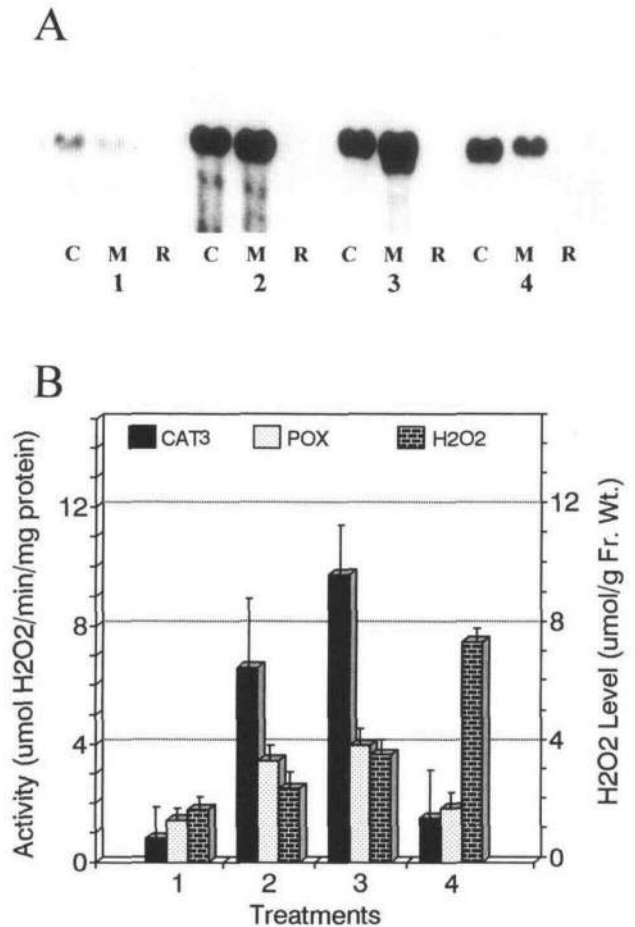 A
C M R C M R C M R C M R
1 2 3 4
B
CAT3 POX H2O2
Activity (umol H2O2/min/mg protein)
12
8
4
0
H2O2 Level (umol/g Fr. Wt.)
12
8
4
0
1 2 3 4
Treatments